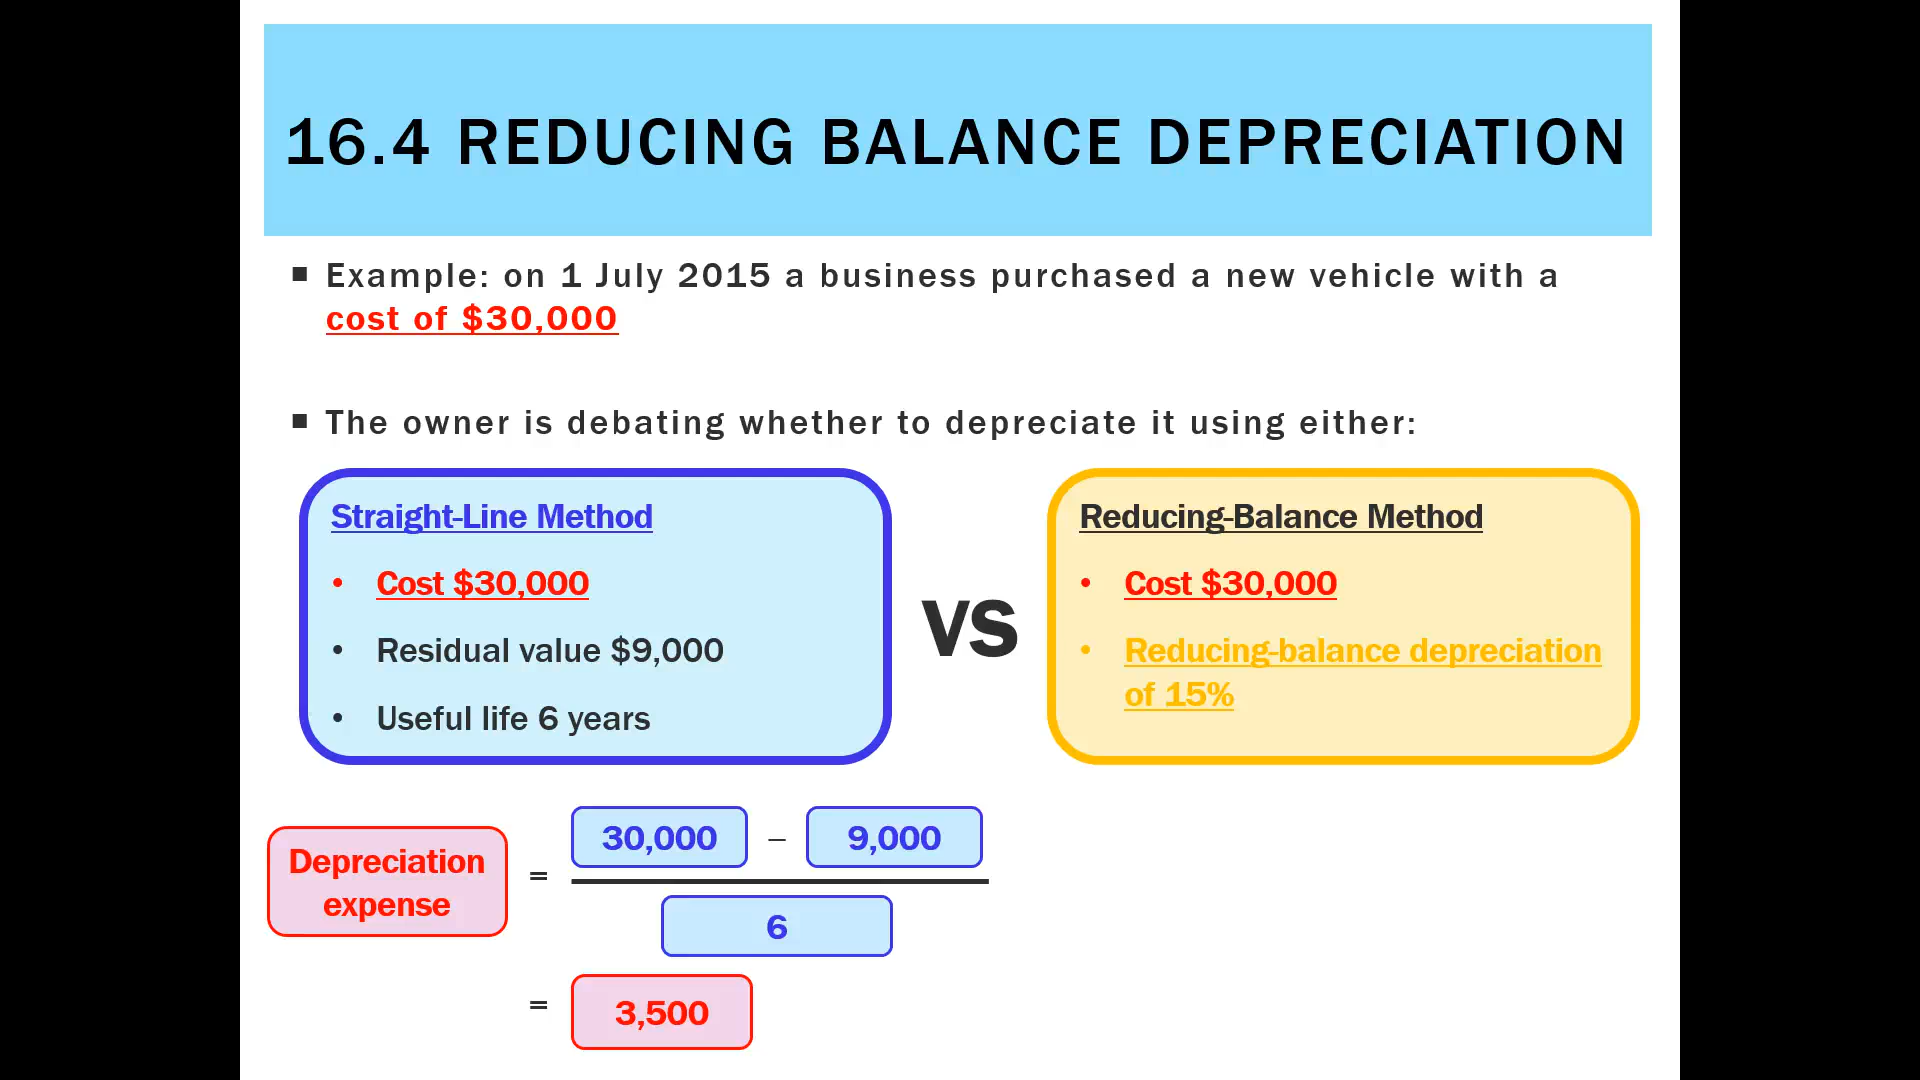 16.4 REDUCING BALANCE DEPRECIATION
▪ Example: on 1 July 2015 a business purchased a new vehicle with a
cost of $30,000
▪ The owner is debating whether to depreciate it using either:
Straight-Line Method
• Cost $30,000
• Residual value $9,000
• Useful life 6 years
VS
Reducing-Balance Method
• Cost $30,000
• Reducing-balance depreciation
of 15%
Depreciation
expense
=
30,000 – 9,000
6
= 3,500